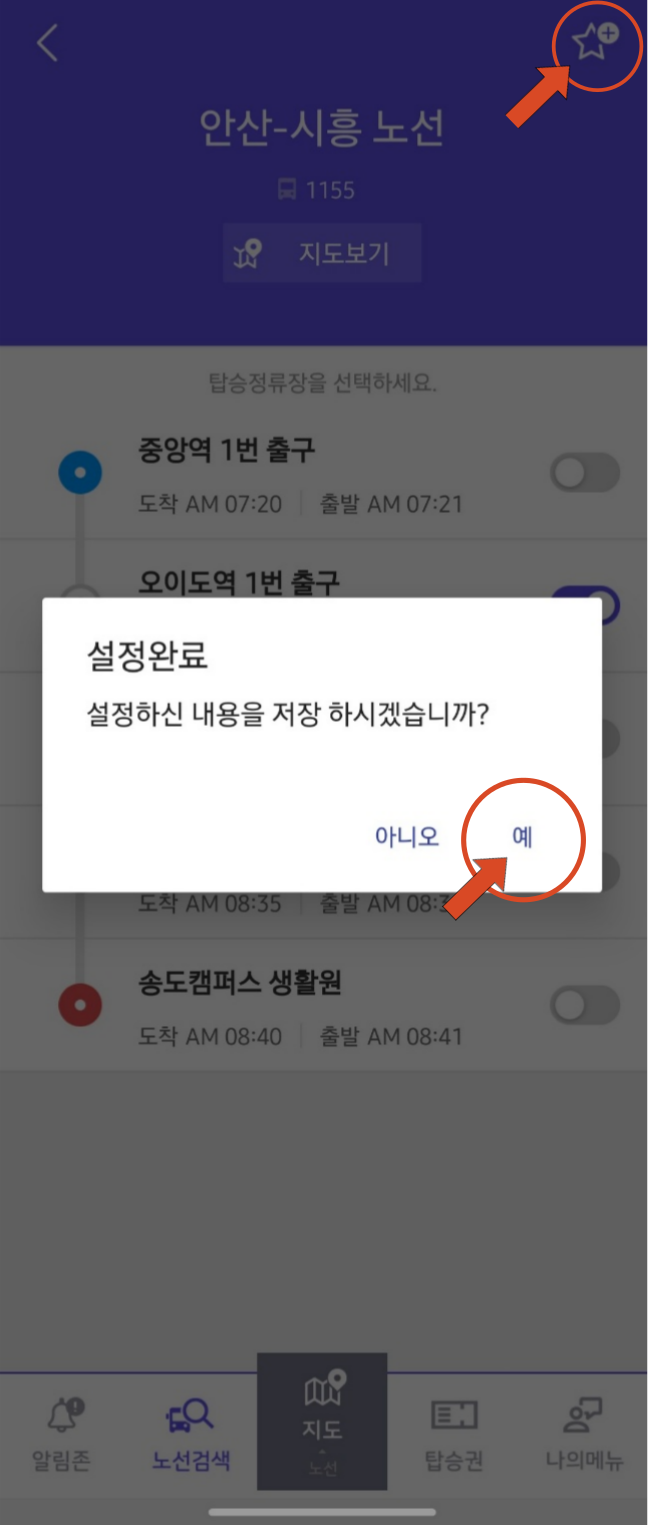 안산-시흥 노선
1155
지도보기
탑승정류장을 선택하세요.
중앙역 1번 출구
도착 AM 07:20 출발 AM 07:21
오이도역 1번 출구
설정완료
설정하신 내용을 저장 하시겠습니까?
아니오 예
도착 AM 08:35 출발 AM
송도캠퍼스 생활원
도착 AM 08:40 출발 AM 08:41
알림존 노선검색 지도 탑승권 나의메뉴
노선